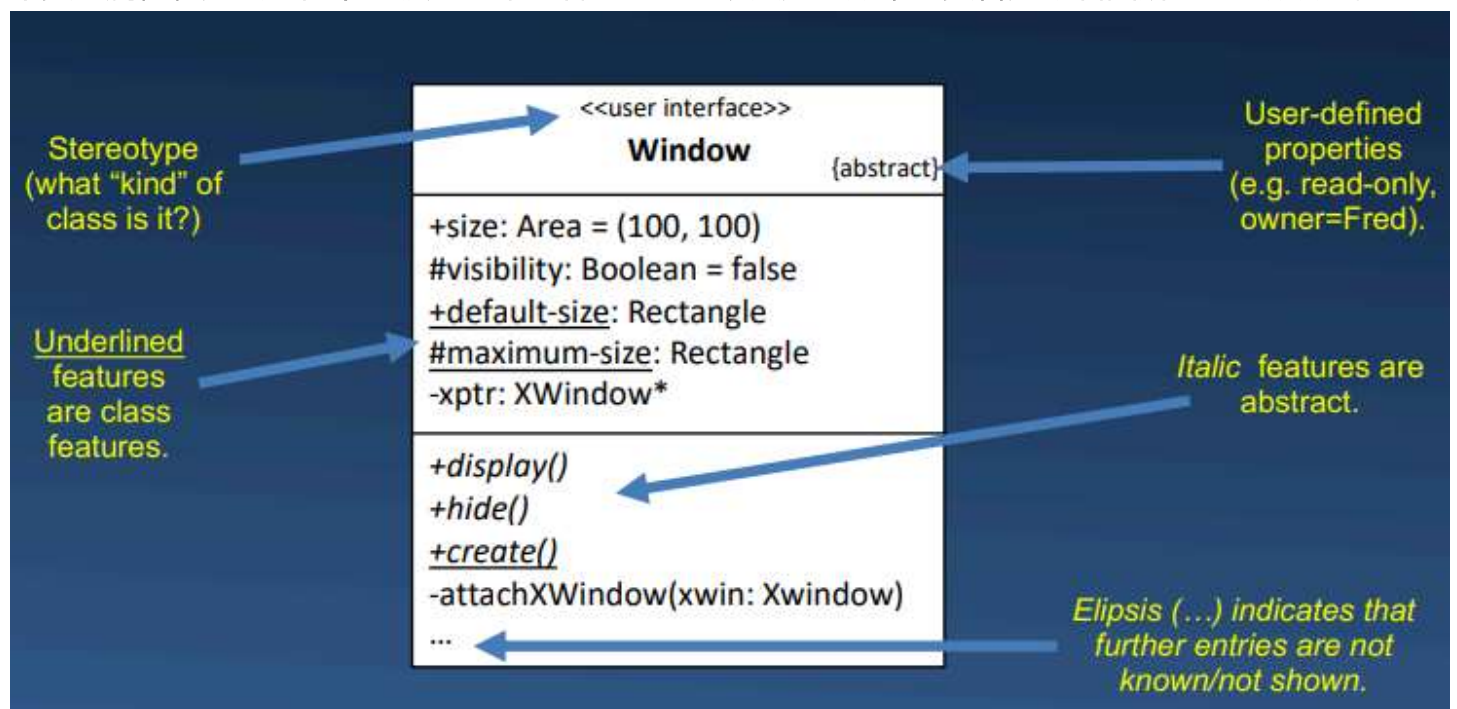 <<user interface>>
Window
{abstract}
+size: Area = (100, 100)
#visibility: Boolean = false
+default-size: Rectangle
#maximum-size: Rectangle
-xptr: XWindow*
+display()
+hide()
+create()
-attachXWindow(xwin: Xwindow)
...
Stereotype
(what “kind” of
class is it?)
Underlined
features
are class
features.
User-defined
properties
(e.g. read-only,
owner=Fred).
Italic features are
abstract.
Elipsis (…) indicates that
further entries are not
known/not shown.